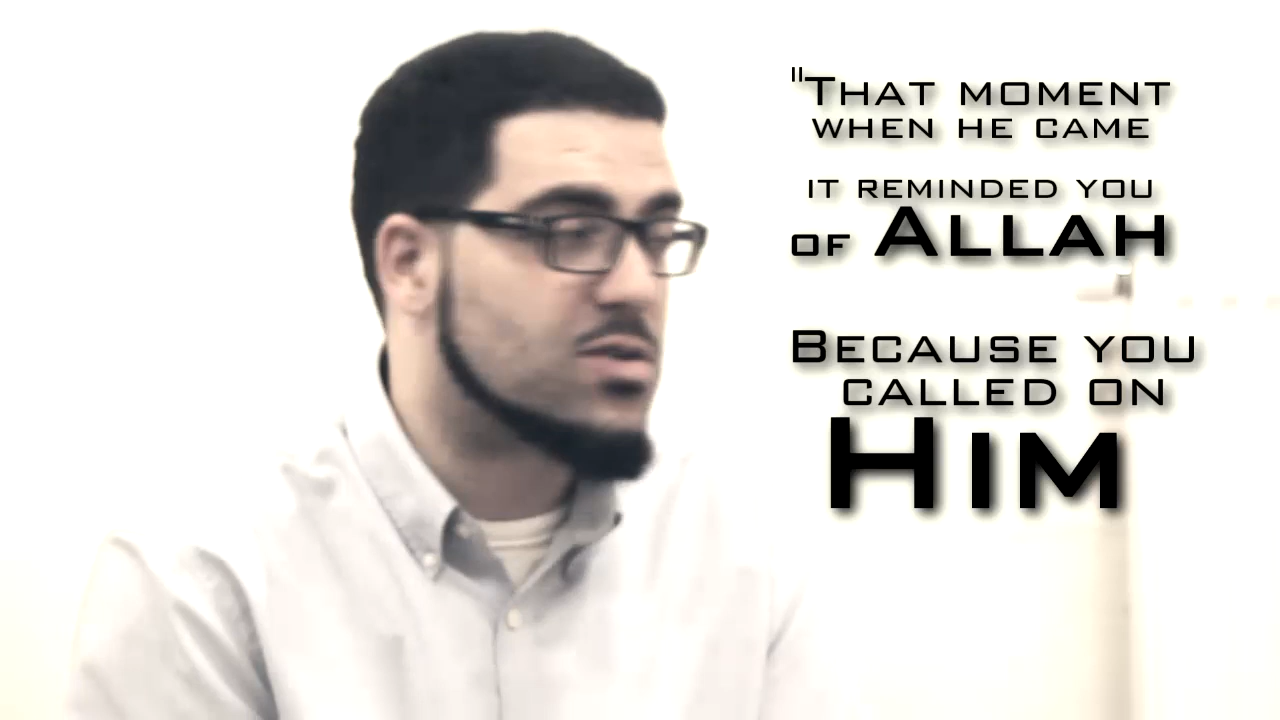 "That moment
when he came
it reminded you
of Allah
Because you
called on
Him